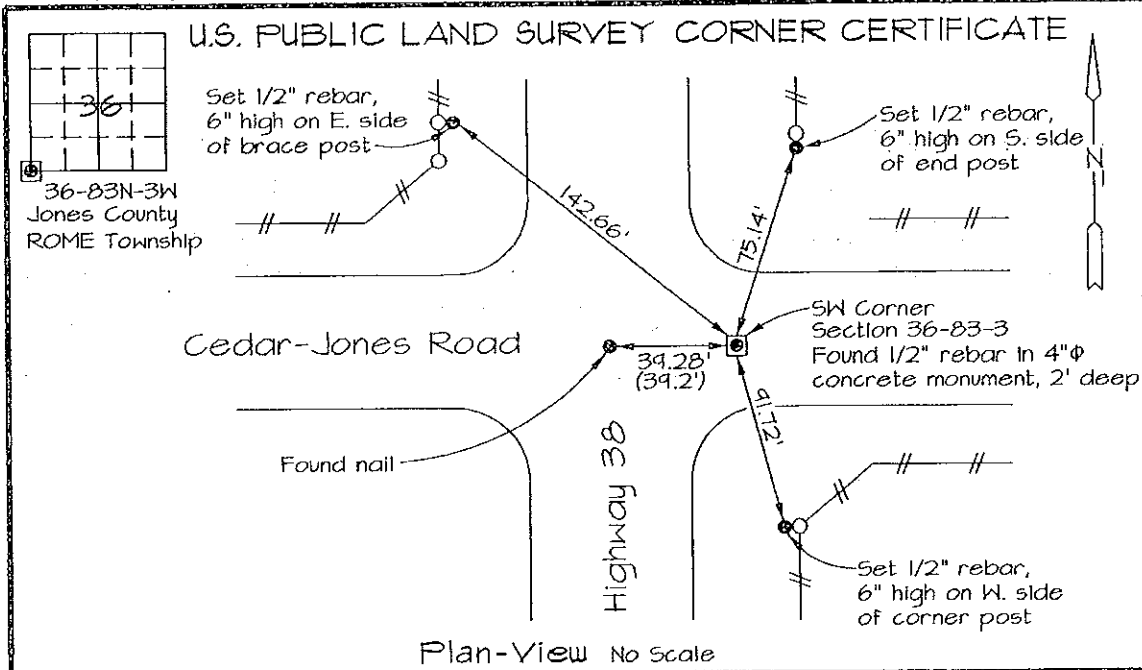 U.S. PUBLIC LAND SURVEY CORNER CERTIFICATE
36
36-83N-3W
Jones County
ROME Township
Set 1/2" rebar,
6" high on E. side
of brace post
Set 1/2" rebar,
6" high on S. side
of end post
N
142.66'
75.14'
SW Corner
Section 36-83-3
Found 1/2" rebar in 4"Φ
concrete monument, 2' deep
Cedar-Jones Road
39.28'
(39.2')
91.72'
Found nail
Highway 38
Set 1/2" rebar,
6" high on W. side
of corner post
Plan-View No Scale